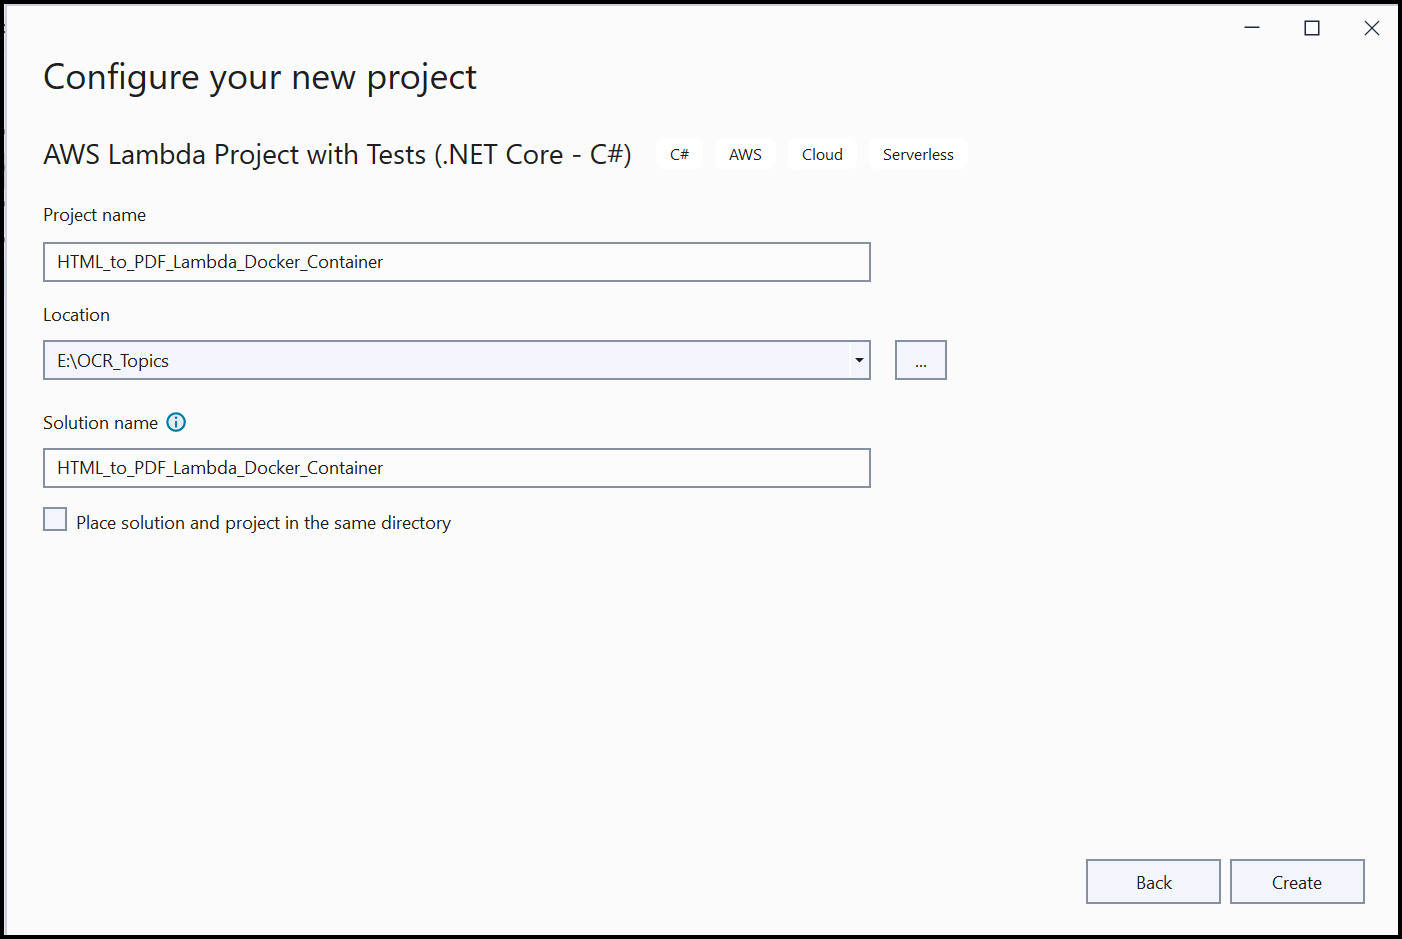 Configure your new project
AWS Lambda Project with Tests (.NET Core - C#) C# AWS Cloud Serverless
Project name
HTML_to_PDF_Lambda_Docker_Container
Location
E:\OCR_Topics
...
Solution name
HTML_to_PDF_Lambda_Docker_Container
Place solution and project in the same directory
Back Create